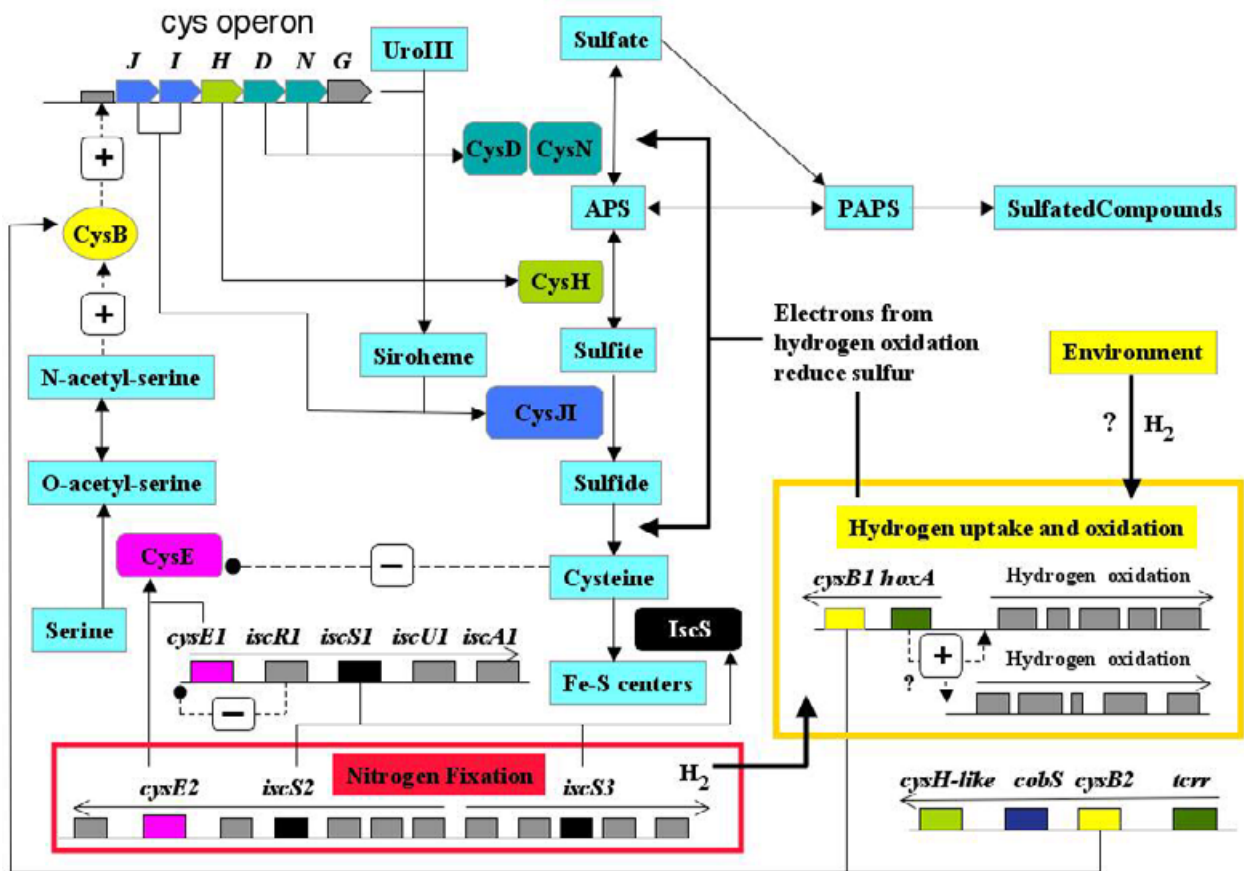 cys operon
J I H D N G
UroIII
Sulfate
CysD CysN
+
APS
PAPS
SulfatedCompounds
CysB
CysH
+
Electrons from
hydrogen oxidation
reduce sulfur
Siroheme
Sulfite
Environment
N-acetyl-serine
CysJI
? H2
O-acetyl-serine
Sulfide
Hydrogen uptake and oxidation
CysE
−
Cysteine
cysB1 hoxA
Hydrogen oxidation
Serine
IscS
cysE1 iscR1 iscS1 iscU1 iscA1
+
?
Hydrogen oxidation
Fe-S centers
−
Nitrogen Fixation
H2
cysE2 iscS2 iscS3
cysH-like cobS cysB2 tcrr